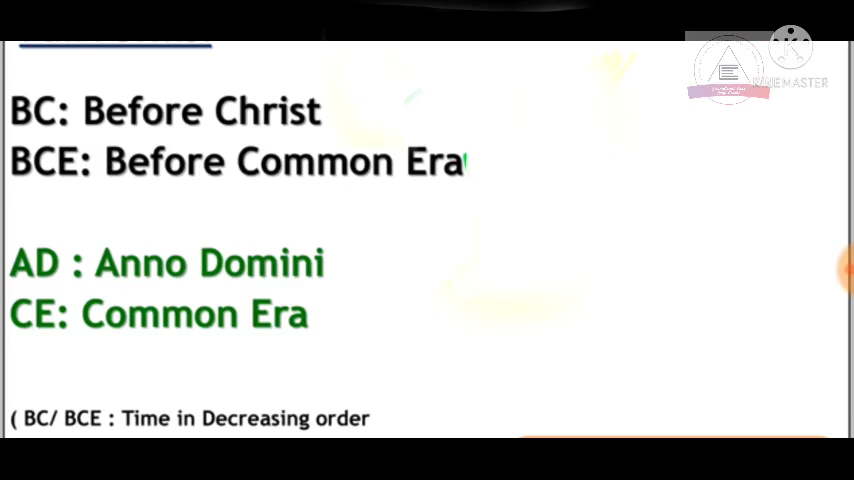 BC: Before Christ
BCE: Before Common Era
AD : Anno Domini
CE: Common Era
( BC/ BCE : Time in Decreasing order
KINEMASTER